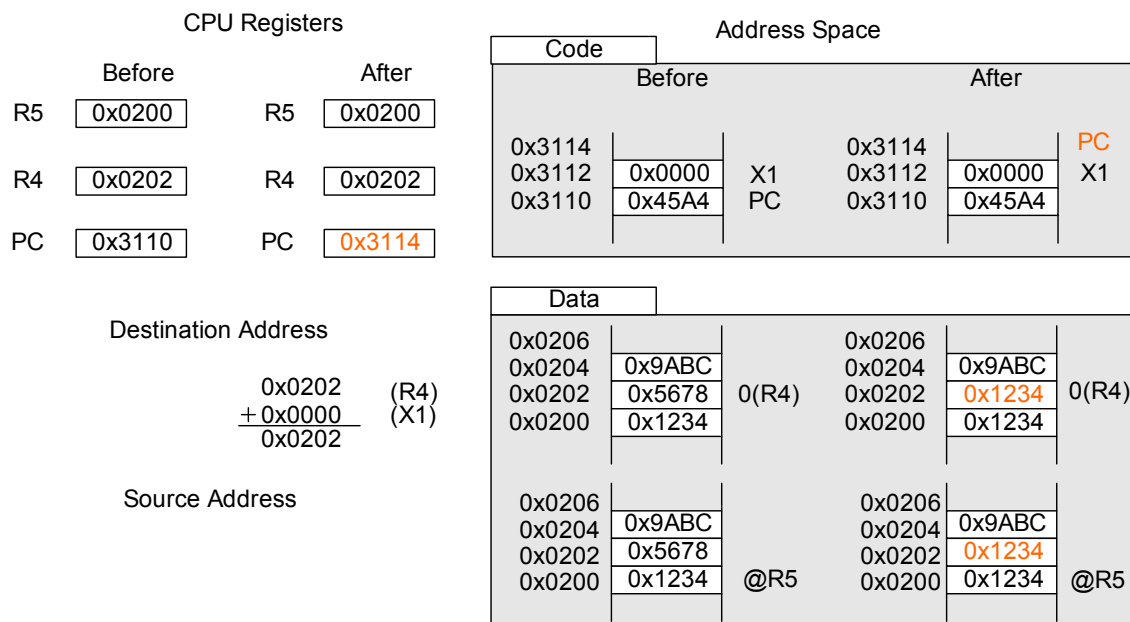 CPU Registers
Before After
R5 0x0200 R5 0x0200
R4 0x0202 R4 0x0202
PC 0x3110 PC 0x3114
Destination Address
0x0202 (R4)
+ 0x0000 (X1)
0x0202
Source Address
Address Space
Code
Before After
0x3114 0x3114 PC
0x3112 0x0000 X1 0x3112 0x0000 X1
0x3110 0x45A4 PC 0x3110 0x45A4
Data
0x0206 0x0206
0x0204 0x9ABC 0x0204 0x9ABC
0x0202 0x5678 0(R4) 0x0202 0x1234 0(R4)
0x0200 0x1234 0x0200 0x1234
0x0206 0x0206
0x0204 0x9ABC 0x0204 0x9ABC
0x0202 0x5678 0x0202 0x1234
0x0200 0x1234 @R5 0x0200 0x1234 @R5